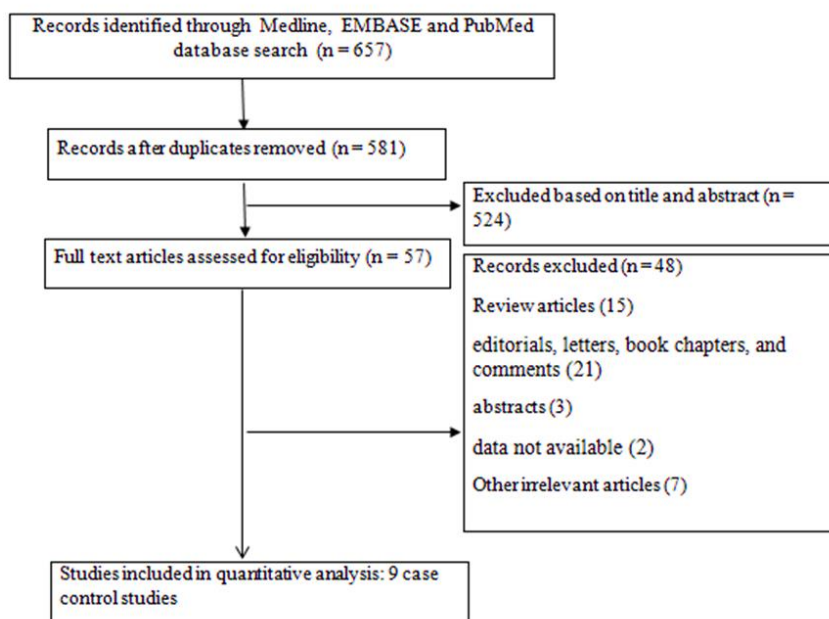 Records identified through Medline, EMBASE and PubMed
database search (n = 657)
Records after duplicates removed (n = 581)
Excluded based on title and abstract (n =
524)
Full text articles assessed for eligibility (n = 57)
Records excluded (n = 48)
Review articles (15)
editorials, letters, book chapters, and
comments (21)
abstracts (3)
data not available (2)
Other irrelevant articles (7)
Studies included in quantitative analysis: 9 case
control studies